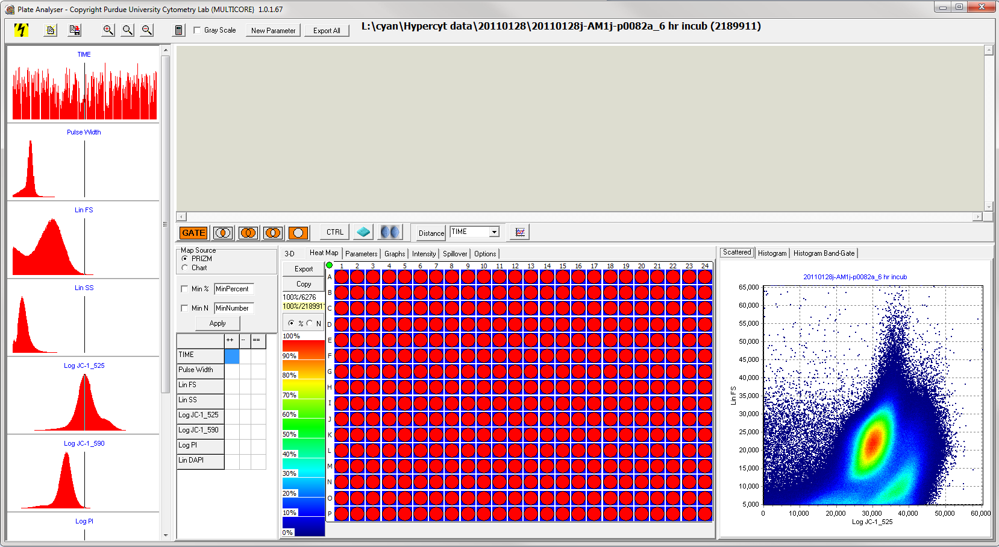 Plate Analyser - Copyright Purdue University Cytometry Lab (MULTICORE) 1.0.1.67
Gray Scale
New Parameter
Export All
L:\cyan\Hypercyt data\20110128\20110128j-AM1j-p0082a_6 hr incub (2189911)
TIME
Pulse Width
Lin FS
Lin SS
Log JC-1_525
Log JC-1_590
Log PI
GATE
CTRL
Distance
TIME
Map Source
PRIZM
Chart
Min %
MinPercent
Min N
MinNumber
Apply
++ -- ==
TIME
Pulse Width
Lin FS
Lin SS
Log JC-1_525
Log JC-1_590
Log PI
Lin DAPI
3-D Heat Map Parameters Graphs Intensity Spillover Options
Export
Copy
100%/6276
100%/2189911
% N
100%
90%
80%
70%
60%
50%
40%
30%
20%
10%
0%
1 2 3 4 5 6 7 8 9 10 11 12 13 14 15 16 17 18 19 20 21 22 23 24
A
B
C
D
E
F
G
H
I
J
K
L
M
N
O
P
Scattered Histogram Histogram Band-Gate
20110128j-AM1j-p0082a_6 hr incub
65,000
60,000
55,000
50,000
45,000
40,000
35,000
30,000
25,000
20,000
15,000
10,000
5,000
Lin FS
0 10,000 20,000 30,000 40,000 50,000 60,000
Log JC-1_525